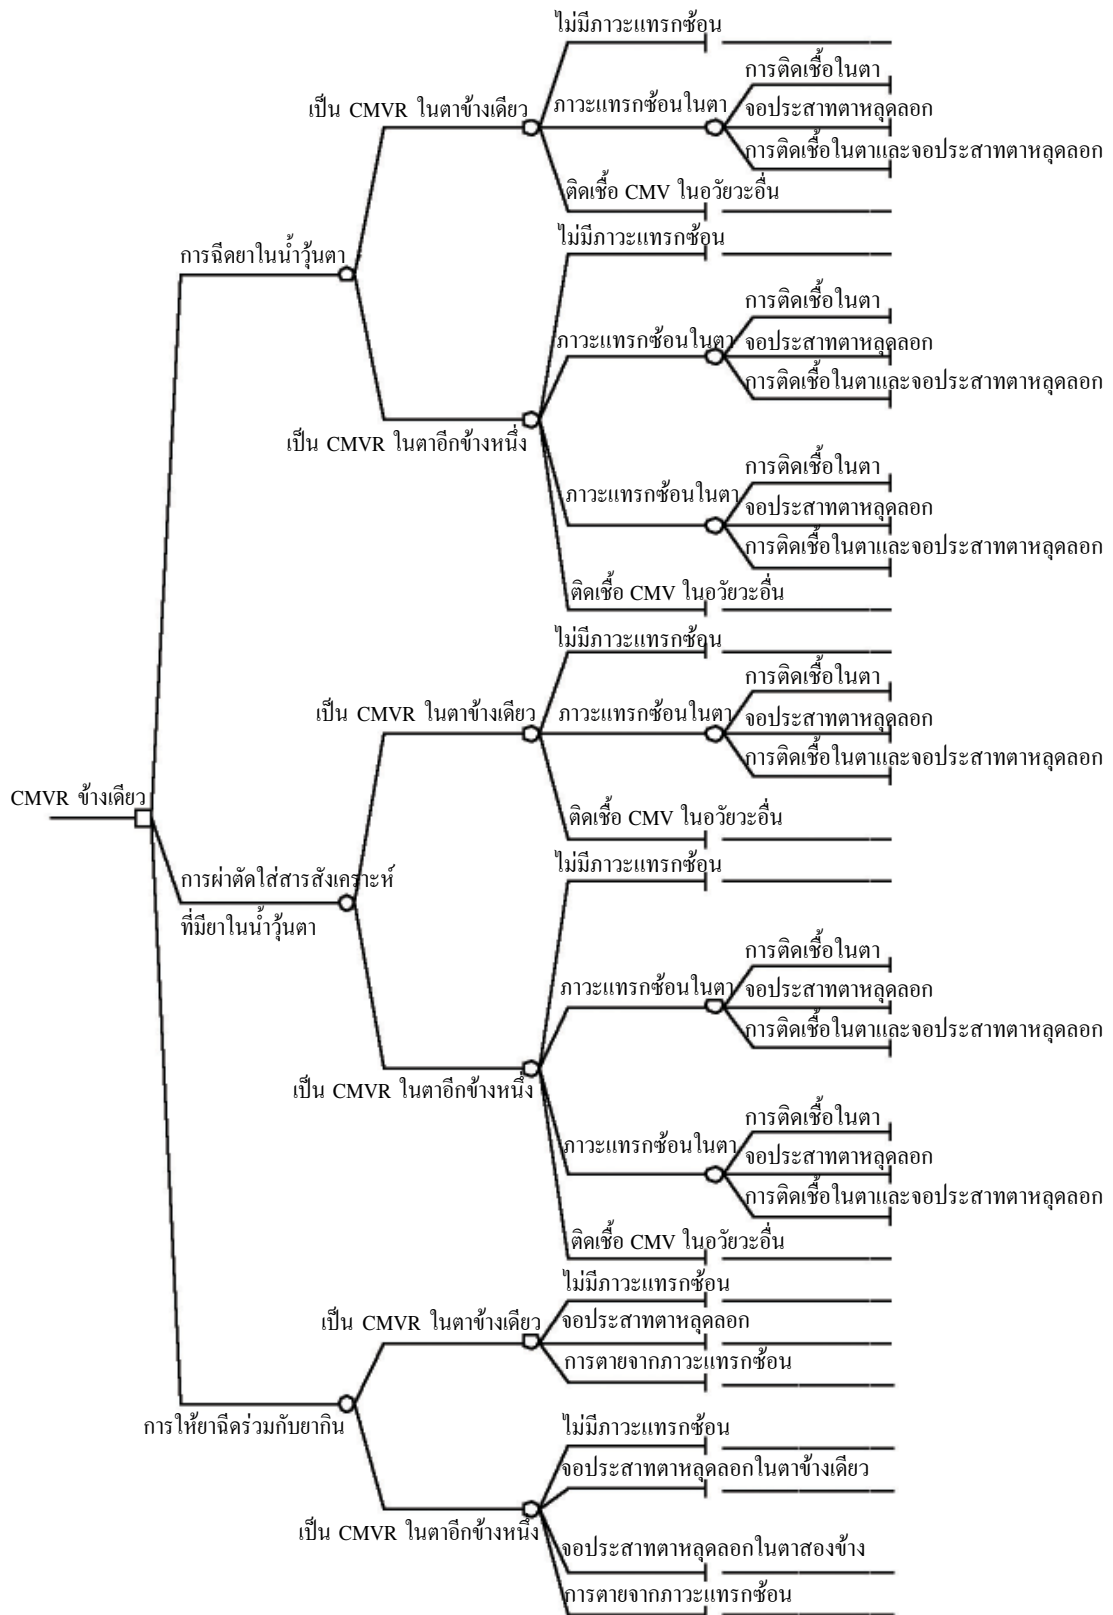 ไม่มีภาวะแทรกซ้อน
การติดเชื้อในตา
เป็น CMVR ในตาข้างเดียว
ภาวะแทรกซ้อนในตา
จอประสาทตาหลุดลอก
การติดเชื้อในตาและจอประสาทตาหลุดลอก
ติดเชื้อ CMV ในอวัยวะอื่น
ไม่มีภาวะแทรกซ้อน
การฉีดยาในน้ำวุ้นตา
การติดเชื้อในตา
ภาวะแทรกซ้อนในตา
จอประสาทตาหลุดลอก
การติดเชื้อในตาและจอประสาทตาหลุดลอก
เป็น CMVR ในตาอีกข้างหนึ่ง
การติดเชื้อในตา
ภาวะแทรกซ้อนในตา
จอประสาทตาหลุดลอก
การติดเชื้อในตาและจอประสาทตาหลุดลอก
ติดเชื้อ CMV ในอวัยวะอื่น
ไม่มีภาวะแทรกซ้อน
การติดเชื้อในตา
เป็น CMVR ในตาข้างเดียว
ภาวะแทรกซ้อนในตา
จอประสาทตาหลุดลอก
การติดเชื้อในตาและจอประสาทตาหลุดลอก
CMVR ข้างเดียว
ติดเชื้อ CMV ในอวัยวะอื่น
ไม่มีภาวะแทรกซ้อน
การผ่าตัดใส่สารสังเคราะห์
ที่มียาในน้ำวุ้นตา
การติดเชื้อในตา
ภาวะแทรกซ้อนในตา
จอประสาทตาหลุดลอก
การติดเชื้อในตาและจอประสาทตาหลุดลอก
เป็น CMVR ในตาอีกข้างหนึ่ง
การติดเชื้อในตา
ภาวะแทรกซ้อนในตา
จอประสาทตาหลุดลอก
การติดเชื้อในตาและจอประสาทตาหลุดลอก
ติดเชื้อ CMV ในอวัยวะอื่น
ไม่มีภาวะแทรกซ้อน
เป็น CMVR ในตาข้างเดียว
จอประสาทตาหลุดลอก
การตายจากภาวะแทรกซ้อน
การให้ยาฉีดร่วมกับยากิน
ไม่มีภาวะแทรกซ้อน
จอประสาทตาหลุดลอกในตาข้างเดียว
เป็น CMVR ในตาอีกข้างหนึ่ง
จอประสาทตาหลุดลอกในตาสองข้าง
การตายจากภาวะแทรกซ้อน